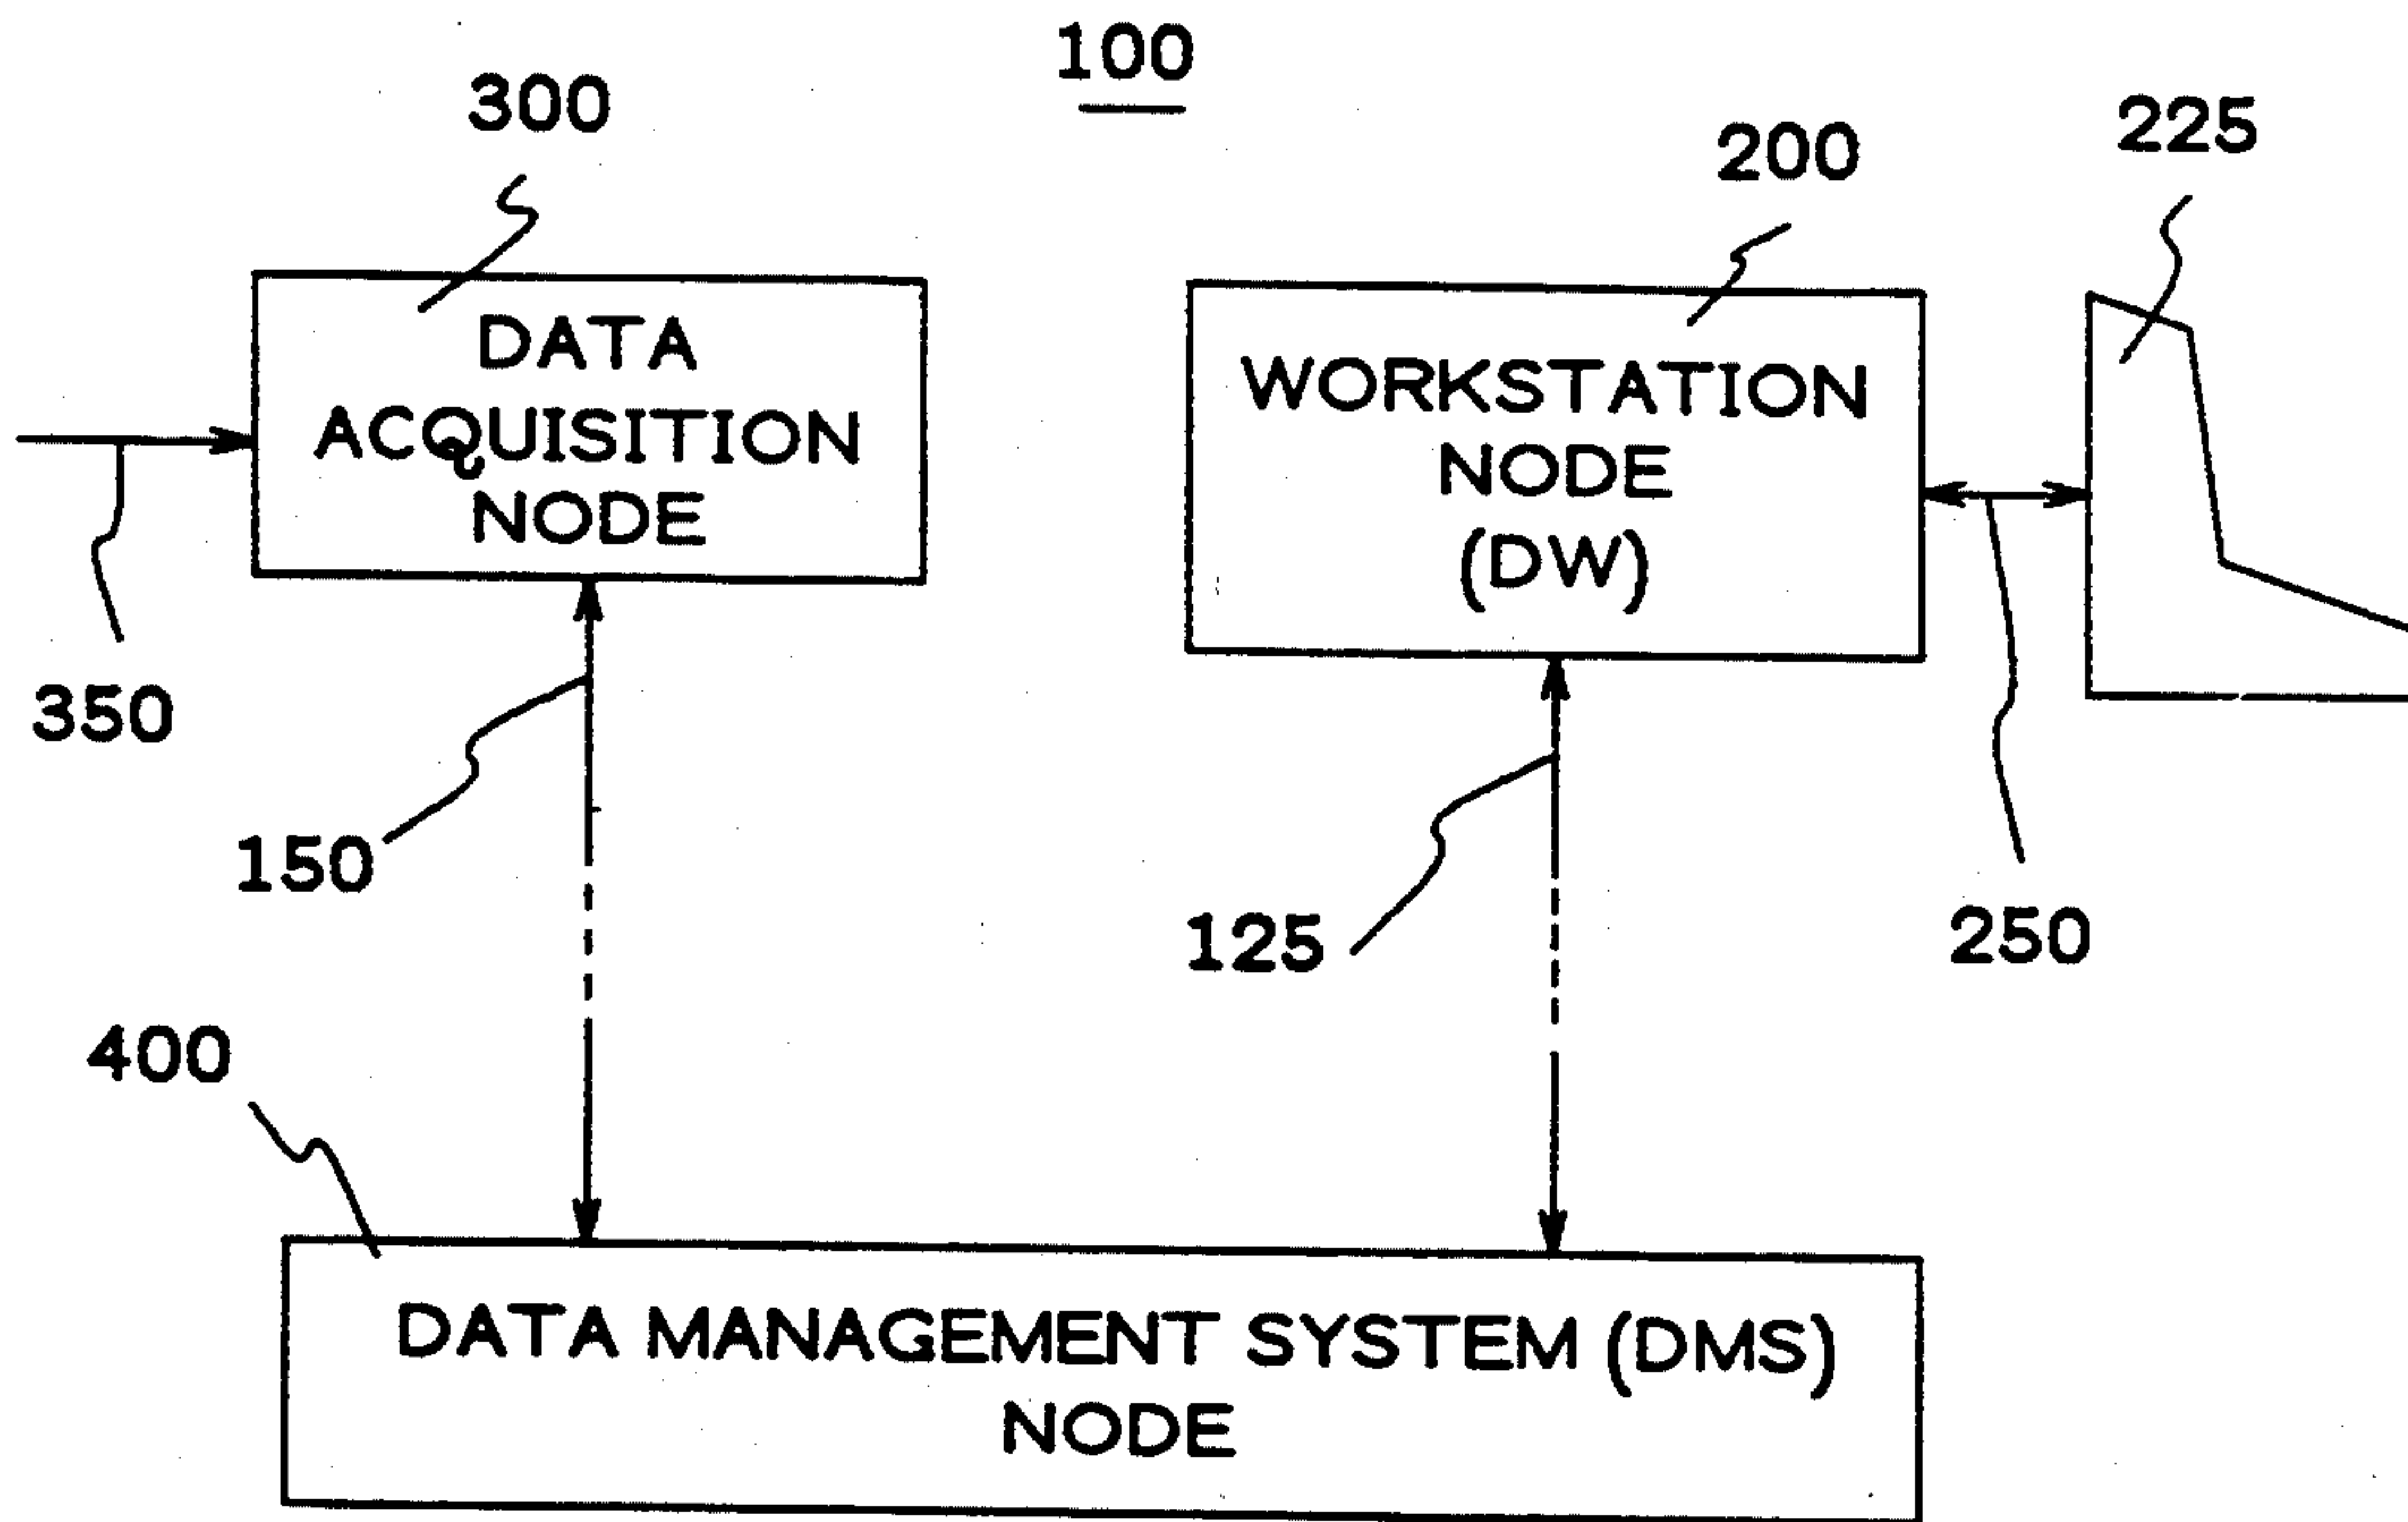 100
300
200
225
DATA
ACQUISITION
NODE
WORKSTATION
NODE
(DW)
350
150
125
250
400
DATA MANAGEMENT SYSTEM (DMS)
NODE